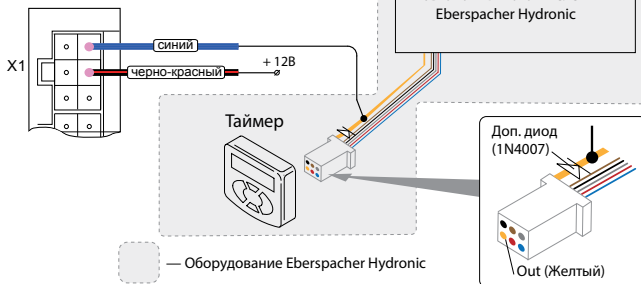 Eberspacher Hydronic
X1
синий
черно-красный
+ 12В
Таймер
Доп. диод
(1N4007)
Out (Желтый)
— Оборудование Eberspacher Hydronic